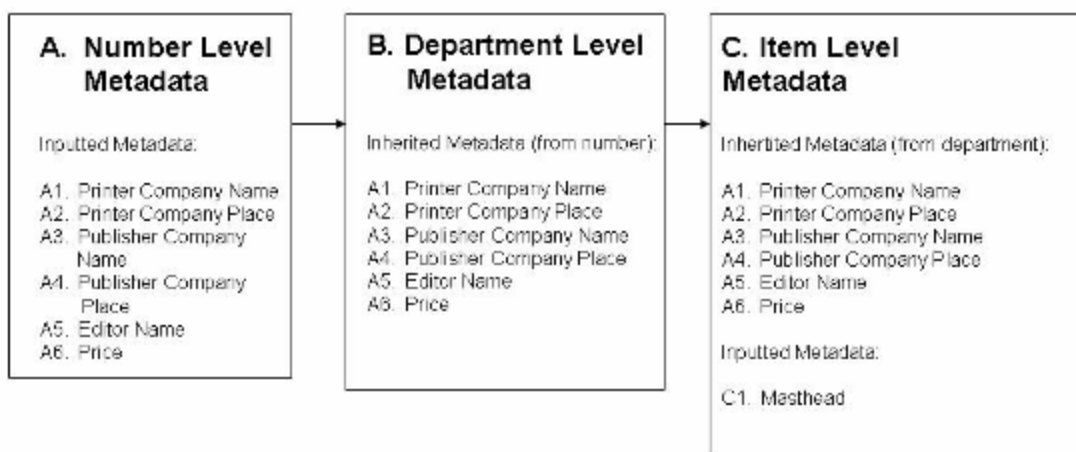 A. Number Level
Metadata
Inputted Metadata:
A1. Printer Company Name
A2. Printer Company Place
A3. Publisher Company
Name
A4. Publisher Company
Place
A5. Editor Name
A6. Price
B. Department Level
Metadata
Inherited Metadata (from number):
A1. Printer Company Name
A2. Printer Company Place
A3. Publisher Company Name
A4. Publisher Company Place
A5. Editor Name
A6. Price
C. Item Level
Metadata
Inhertited Metadata (from department):
A1. Printer Company Name
A2. Printer Company Place
A3. Publisher Company Name
A4. Publisher Company Place
A5. Editor Name
A6. Price
Inputted Metadata:
C1. Masthead